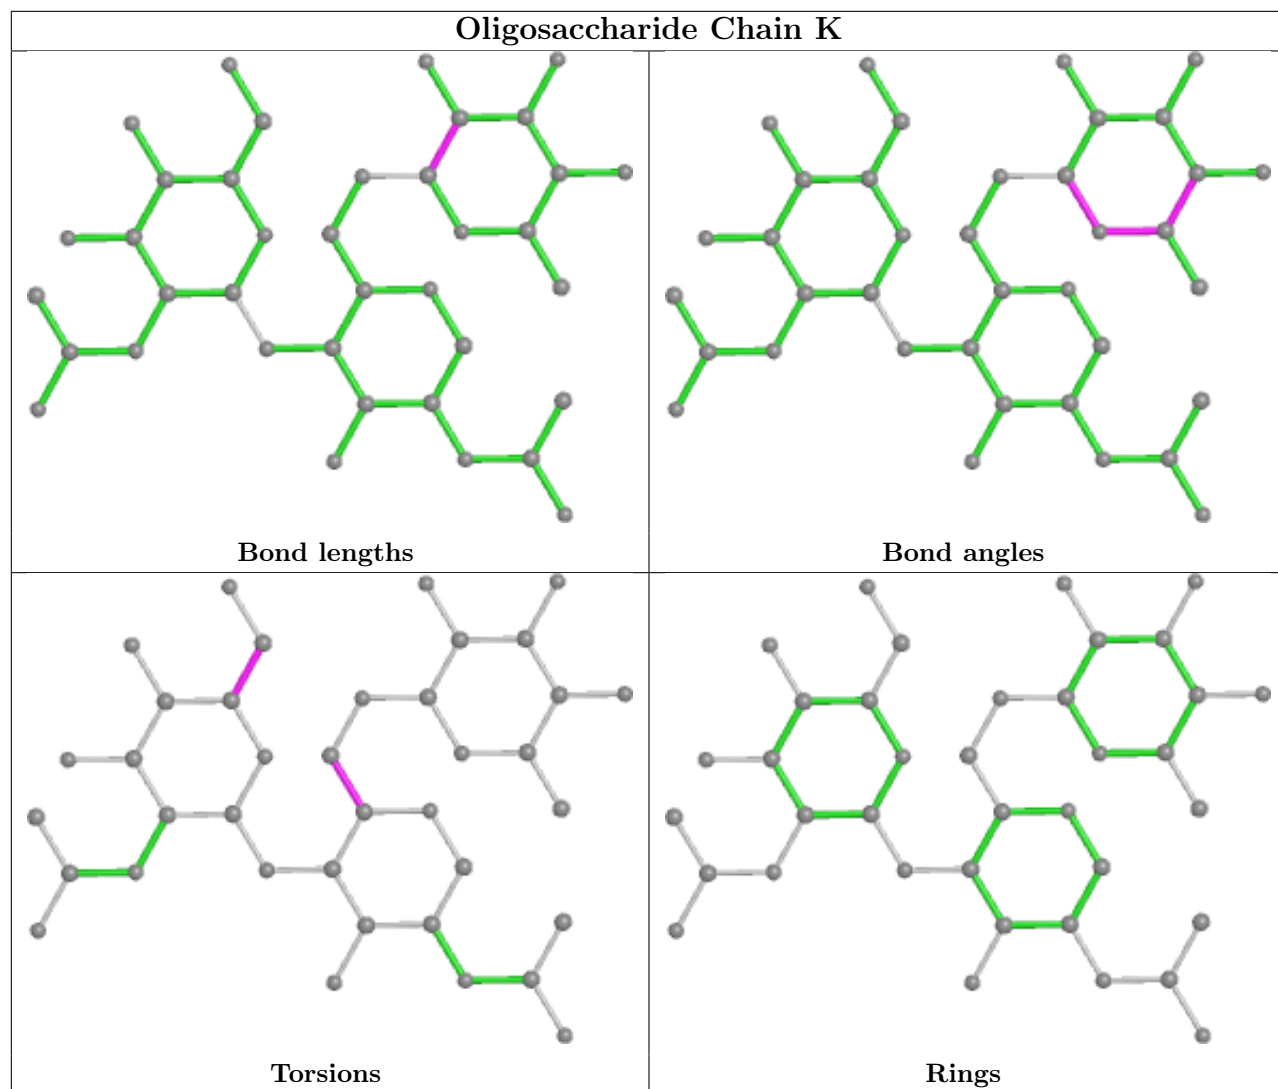 Oligosaccharide Chain K
Bond lengths
Bond angles
Torsions
Rings